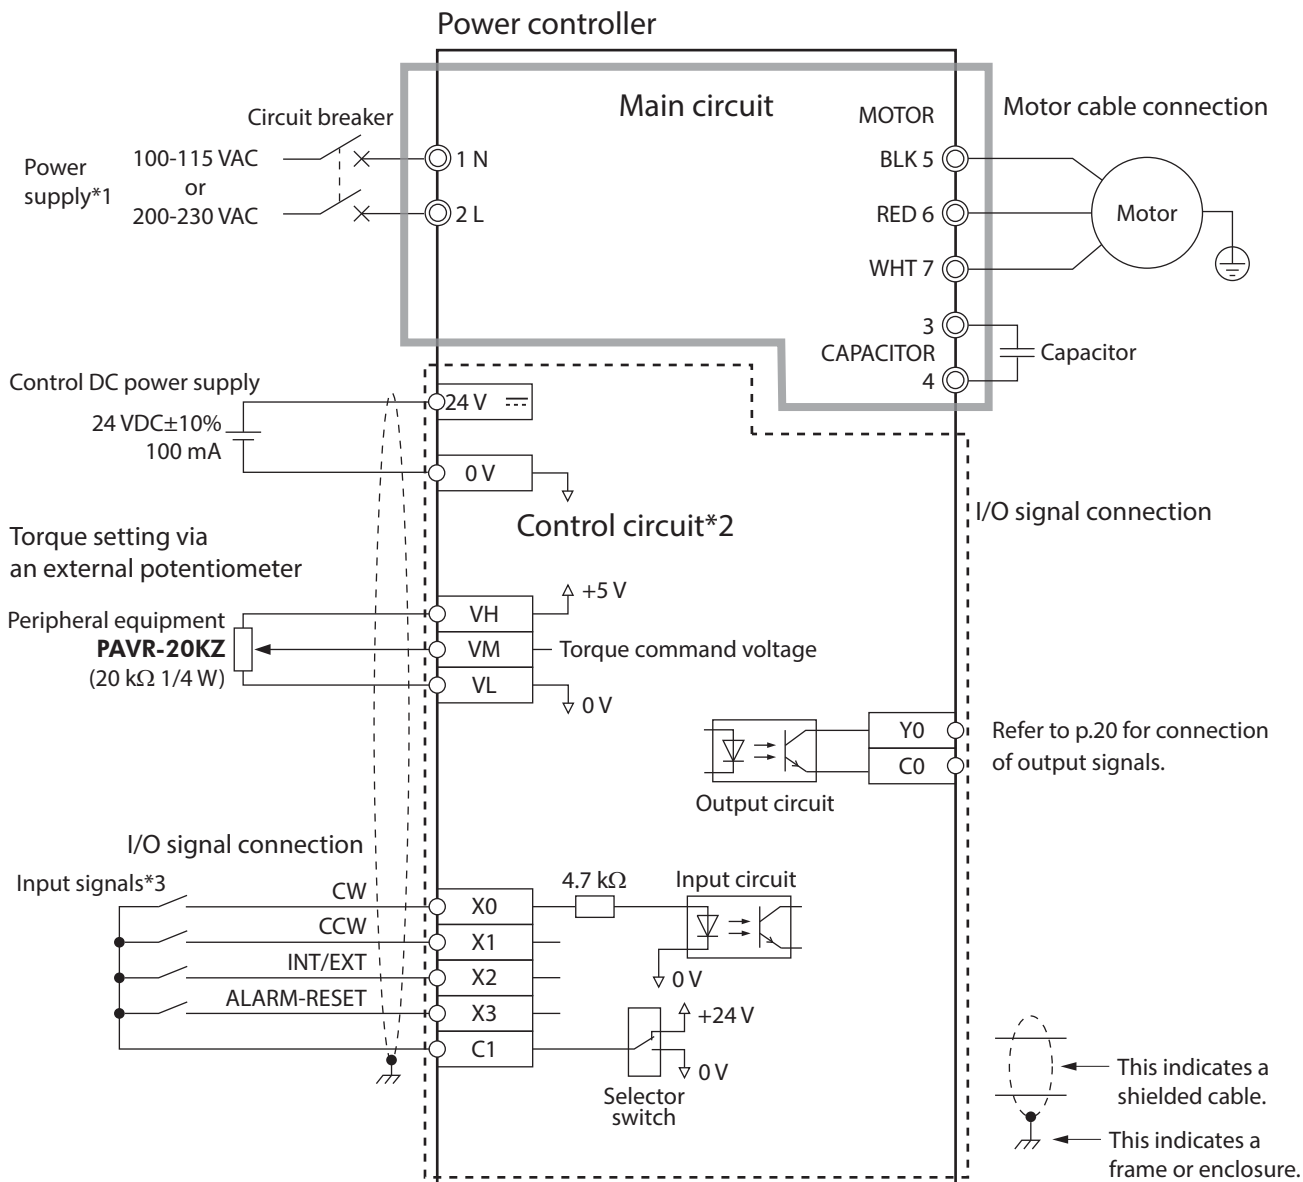 Power controller
Main circuit
Circuit breaker
Power
supply*1
100-115 VAC
or
200-230 VAC
1 N
2 L
MOTOR
BLK 5
RED 6
WHT 7
3
CAPACITOR
4
Motor cable connection
Motor
Capacitor
Control DC power supply
24 VDC±10%
100 mA
24 V
0 V
Control circuit*2
I/O signal connection
Torque setting via
an external potentiometer
Peripheral equipment
PAVR-20KZ
(20 kΩ 1/4 W)
VH
VM
VL
+5 V
Torque command voltage
0 V
Y0
C0
Output circuit
Refer to p.20 for connection
of output signals.
I/O signal connection
Input signals*3
CW
CCW
INT/EXT
ALARM-RESET
X0
X1
X2
X3
C1
4.7 kΩ
Input circuit
0 V
+24 V
0 V
Selector
switch
This indicates a
shielded cable.
This indicates a
frame or enclosure.